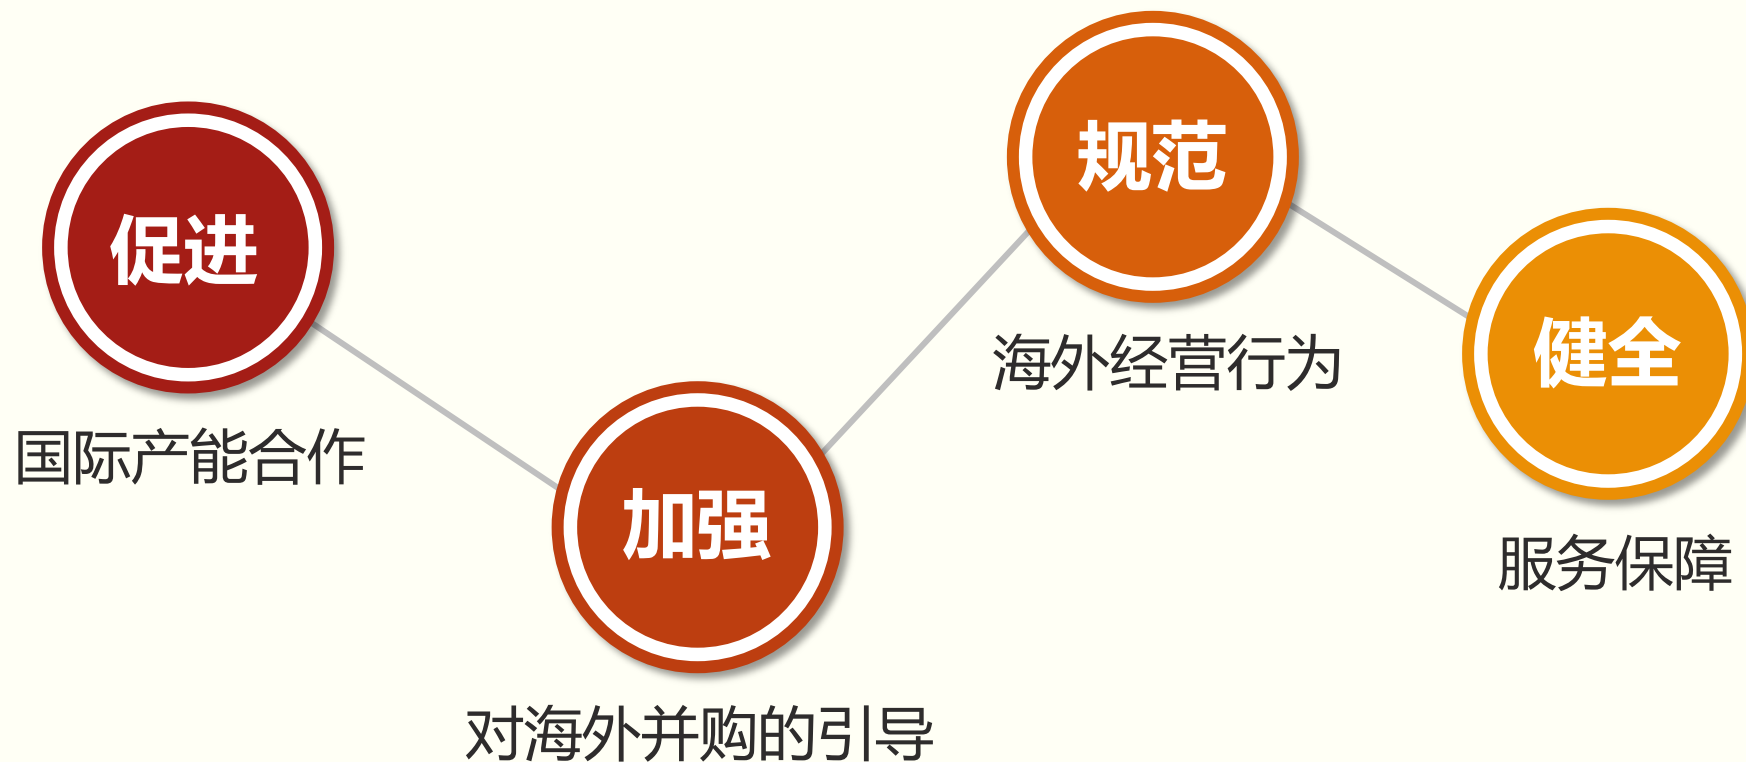 促进
国际产能合作
加强
对海外并购的引导
规范
海外经营行为
健全
服务保障